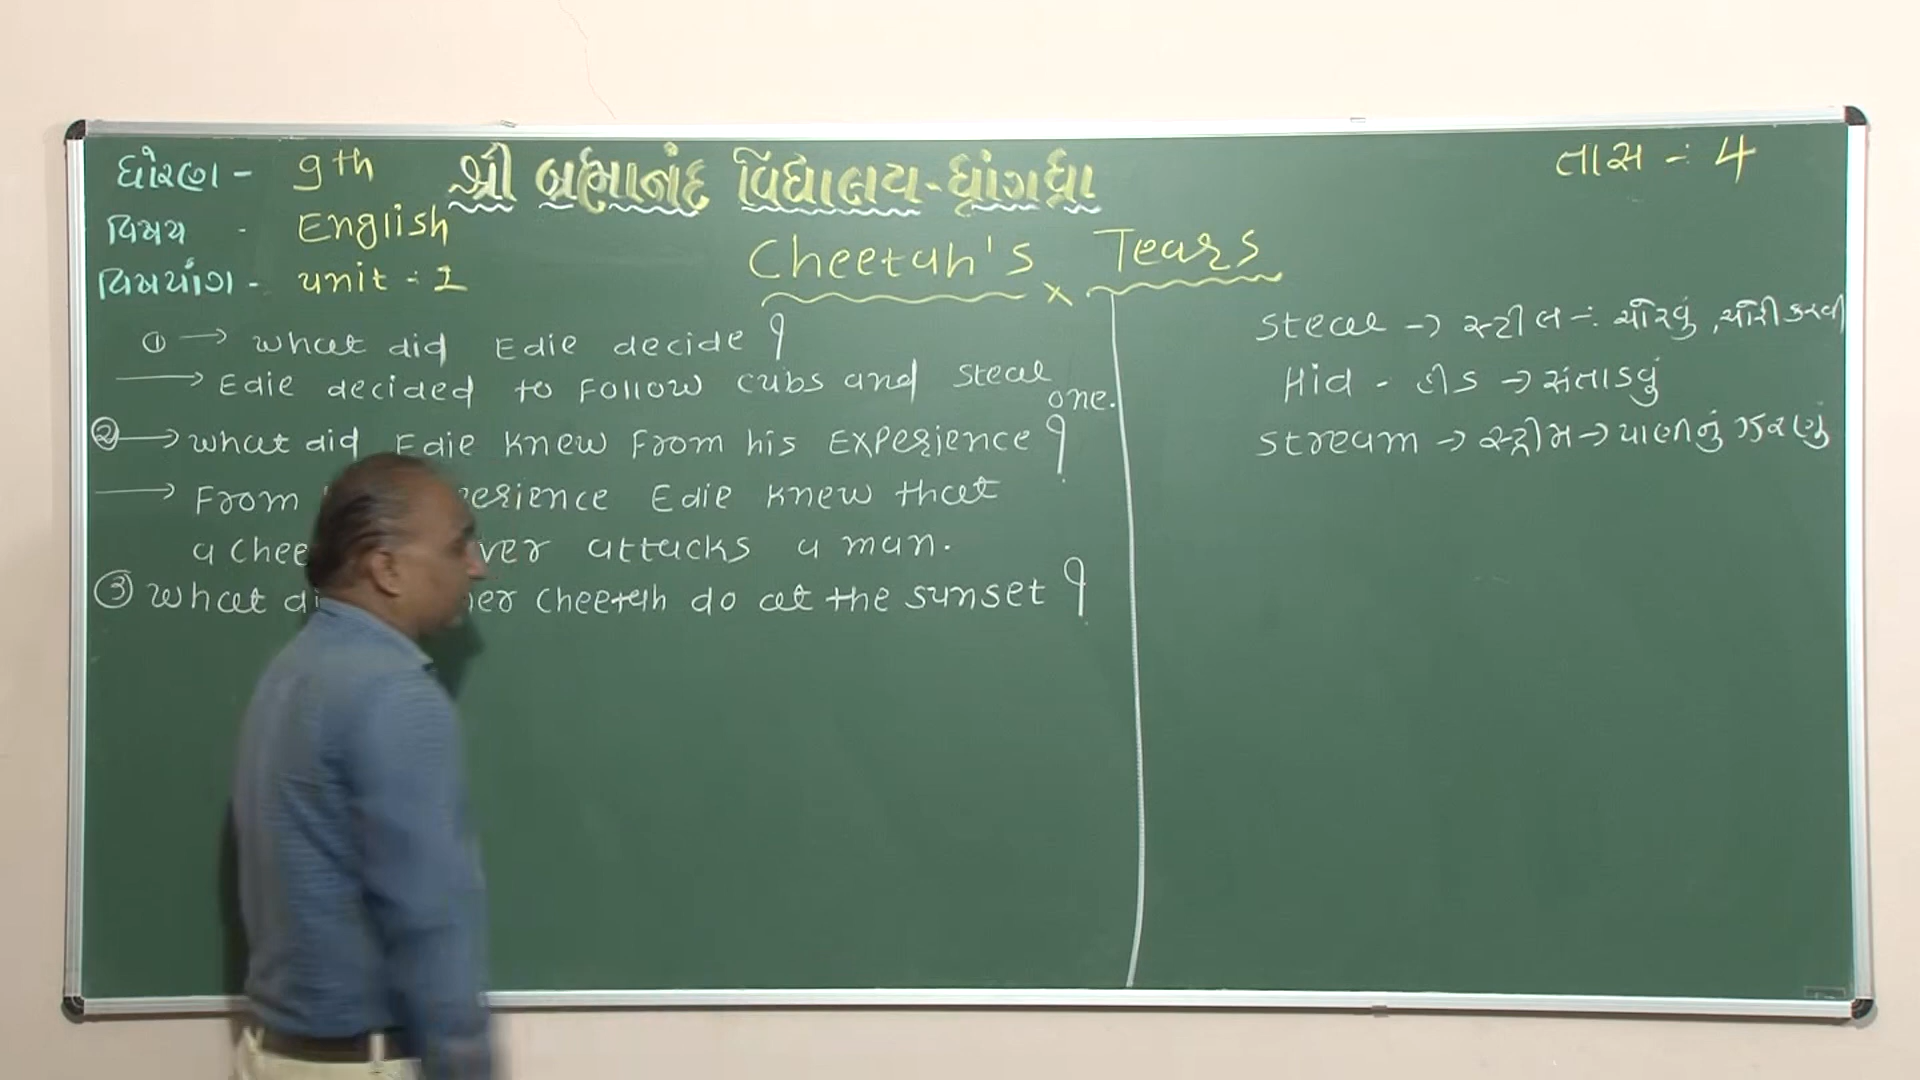 ધોરણ - 9th
શ્રી બ્રહ્માનંદ વિદ્યાલય - ધ્રાંગધ્રા
તાસ - 4
વિષય - English
Cheetah's Tears
વિષયાંગ - unit : 1
① → what did Edie decide ?
→ Edie decided to follow cubs and steal one.
② → what did Edie knew from his experience ?
→ From Edie knew that
a attacks a man.
③ what cheetah do at the sunset ?
Steal → સ્ટીલ -: ચોરવું, ચોરી કરવી
Hid - હીડ → સંતાડવું
stream → સ્ટ્રીમ → પાણીનું ઝરણું